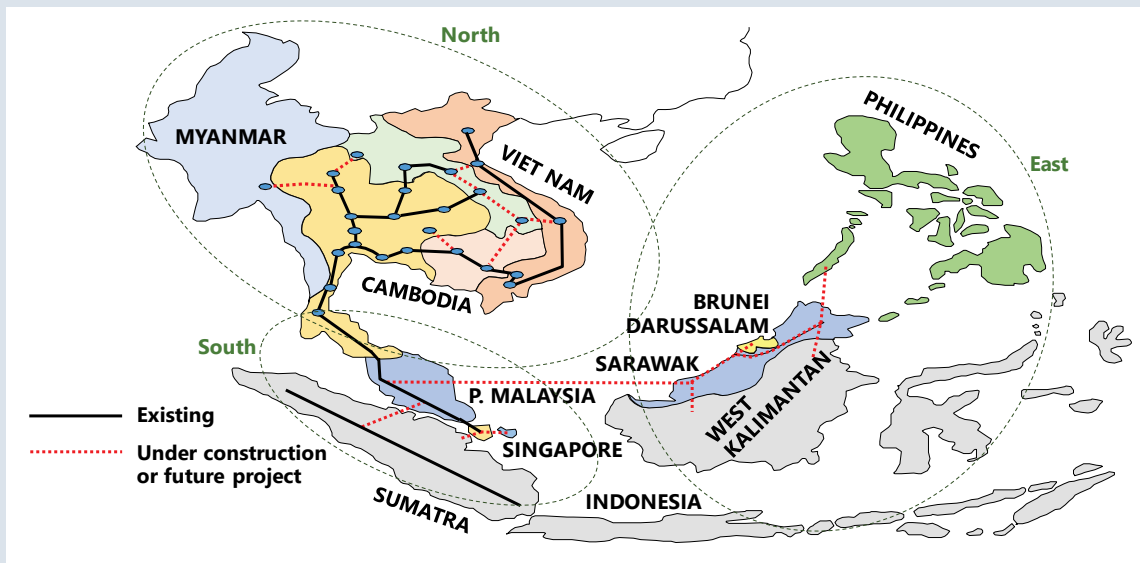 North
MYANMAR
VIET NAM
CAMBODIA
PHILIPPINES
East
BRUNEI
DARUSSALAM
SARAWAK
WEST
KALIMANTAN
South
P. MALAYSIA
SINGAPORE
SUMATRA
INDONESIA
Existing
Under construction
or future project